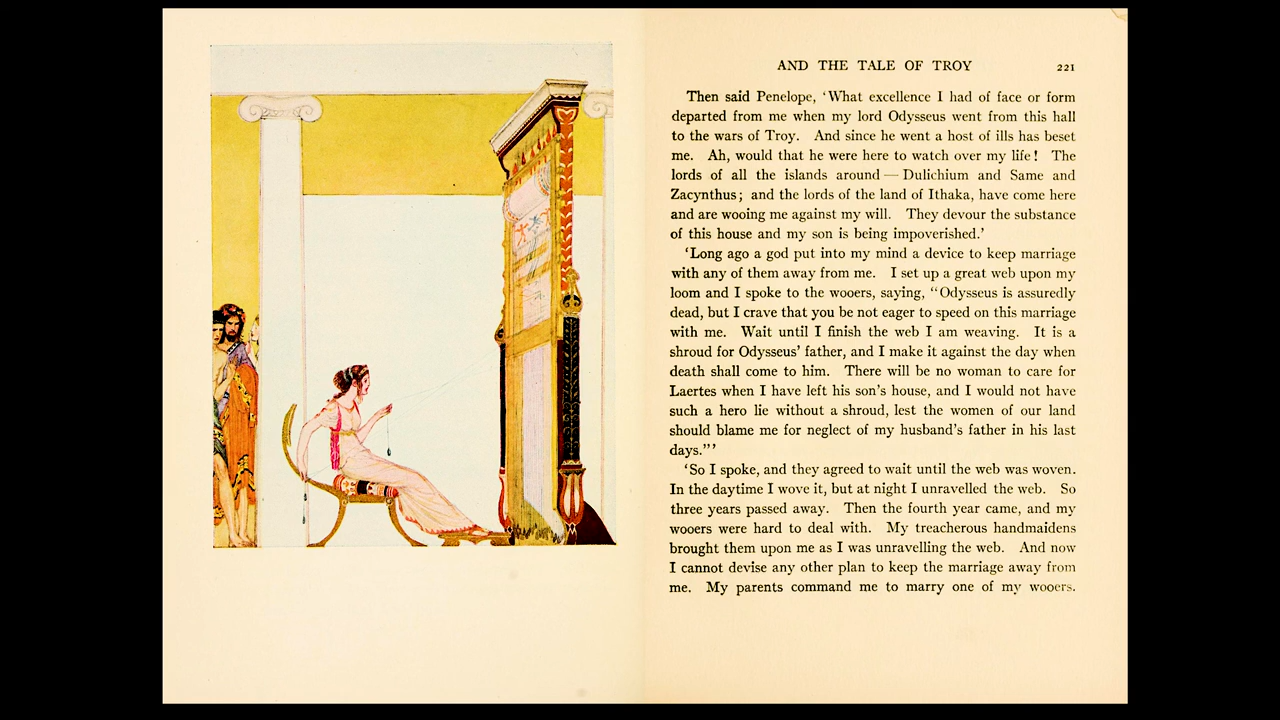 AND THE TALE OF TROY 221
Then said Penelope, ‘What excellence I had of face or form
departed from me when my lord Odysseus went from this hall
to the wars of Troy. And since he went a host of ills has beset
me. Ah, would that he were here to watch over my life! The
lords of all the islands around — Dulichium and Same and
Zacynthus; and the lords of the land of Ithaka, have come here
and are wooing me against my will. They devour the substance
of this house and my son is being impoverished.’
‘Long ago a god put into my mind a device to keep marriage
with any of them away from me. I set up a great web upon my
loom and I spoke to the wooers, saying, “Odysseus is assuredly
dead, but I crave that you be not eager to speed on this marriage
with me. Wait until I finish the web I am weaving. It is a
shroud for Odysseus’ father, and I make it against the day when
death shall come to him. There will be no woman to care for
Laertes when I have left his son’s house, and I would not have
such a hero lie without a shroud, lest the women of our land
should blame me for neglect of my husband’s father in his last
days.”’
‘So I spoke, and they agreed to wait until the web was woven.
In the daytime I wove it, but at night I unravelled the web. So
three years passed away. Then the fourth year came, and my
wooers were hard to deal with. My treacherous handmaidens
brought them upon me as I was unravelling the web. And now
I cannot devise any other plan to keep the marriage away from
me. My parents command me to marry one of my wooers.